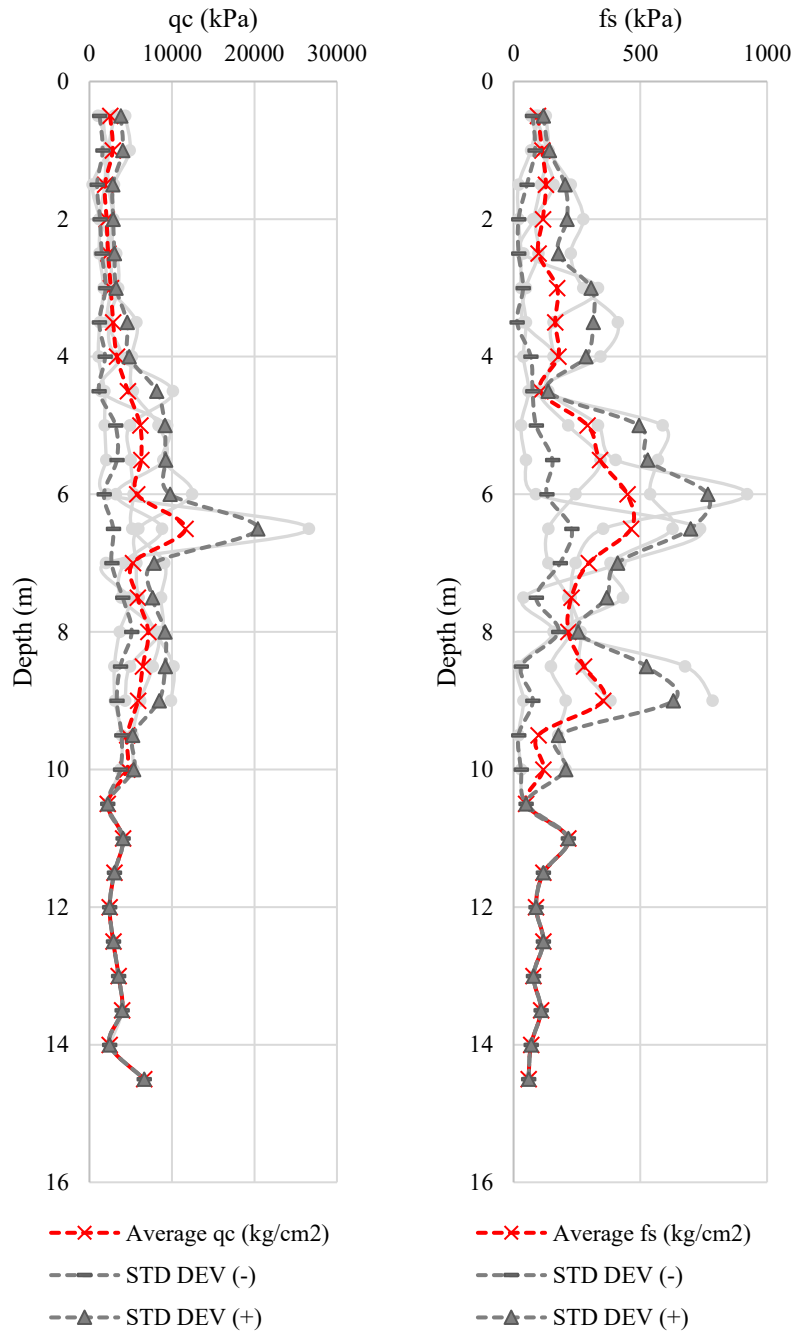 qc (kPa)
0 10000 20000 30000
0
2
4
6
8
10
12
14
16
Depth (m)
Average qc (kg/cm2)
STD DEV (-)
STD DEV (+)
fs (kPa)
0 500 1000
0
2
4
6
8
10
12
14
16
Depth (m)
Average fs (kg/cm2)
STD DEV (-)
STD DEV (+)